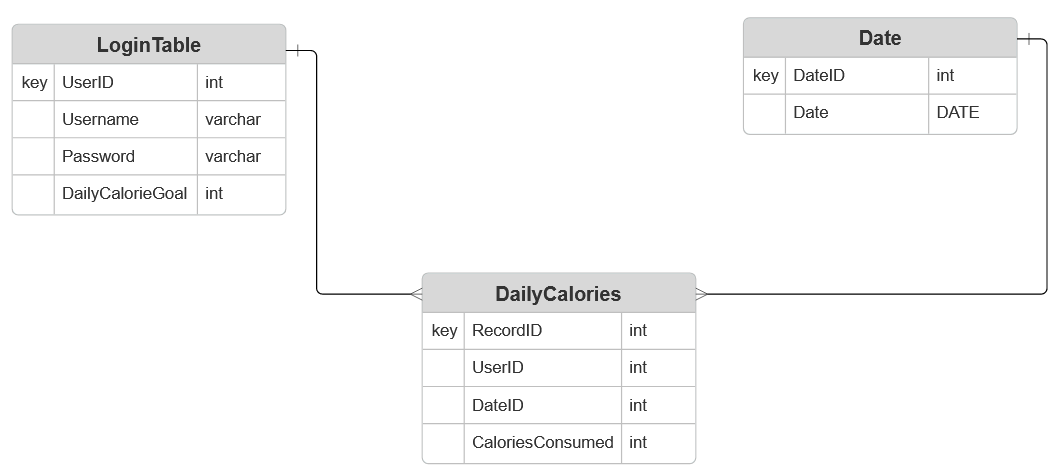 LoginTable
key UserID int
Username varchar
Password varchar
DailyCalorieGoal int
Date
key DateID int
Date DATE
DailyCalories
key RecordID int
UserID int
DateID int
CaloriesConsumed int